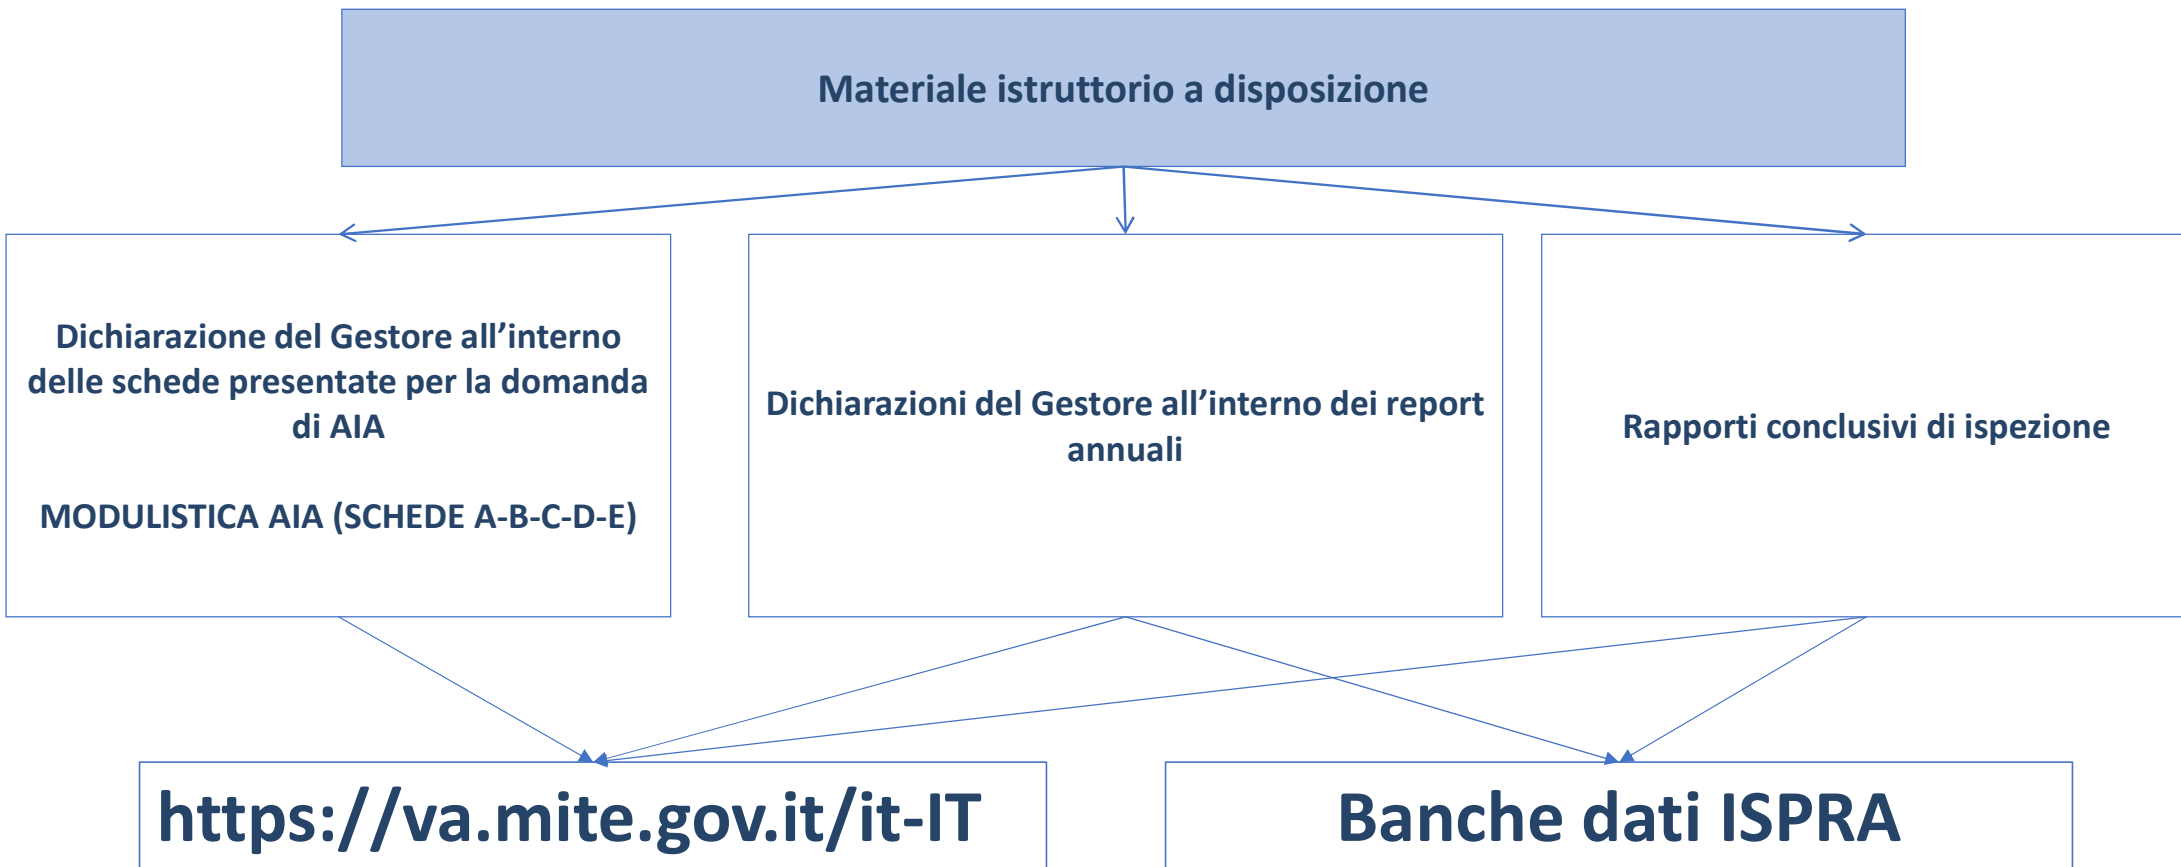 Materiale istruttorio a disposizione
Dichiarazione del Gestore all’interno
delle schede presentate per la domanda
di AIA
MODULISTICA AIA (SCHEDE A-B-C-D-E)
Dichiarazioni del Gestore all’interno dei report
annuali
Rapporti conclusivi di ispezione
https://va.mite.gov.it/it-IT
Banche dati ISPRA